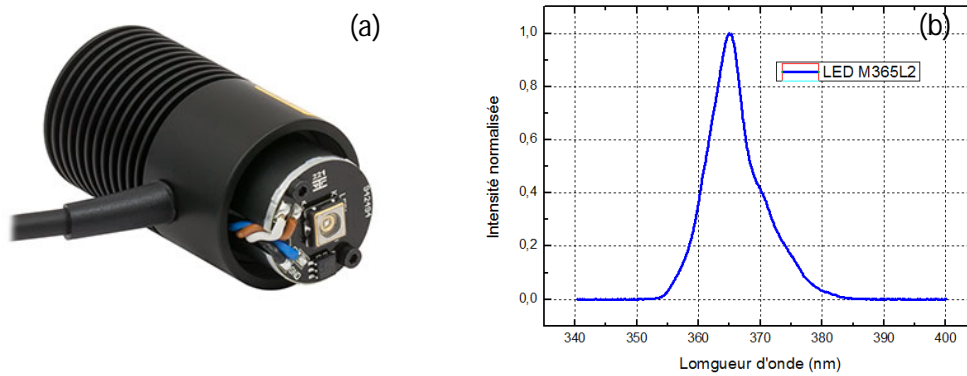 (a)
(b)
LED M365L2
Intensité normalisée
1,0
0,8
0,6
0,4
0,2
0,0
340 350 360 370 380 390 400
Lomgueur d'onde (nm)